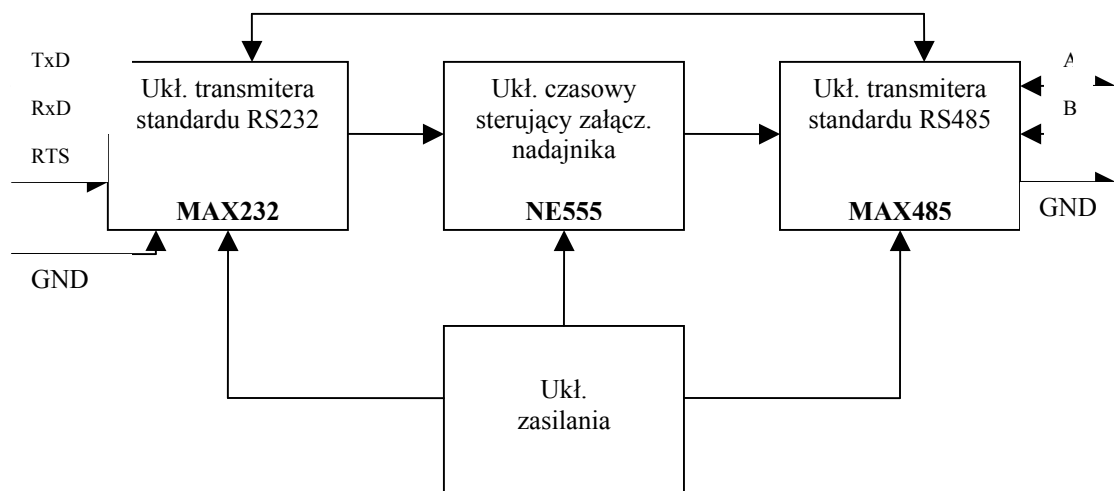 TxD
RxD
RTS
GND
Ukł. transmitera
standardu RS232
MAX232
Ukł. czasowy
sterujący załącz.
nadajnika
NE555
Ukł. transmitera
standardu RS485
MAX485
A
B
GND
Ukł.
zasilania